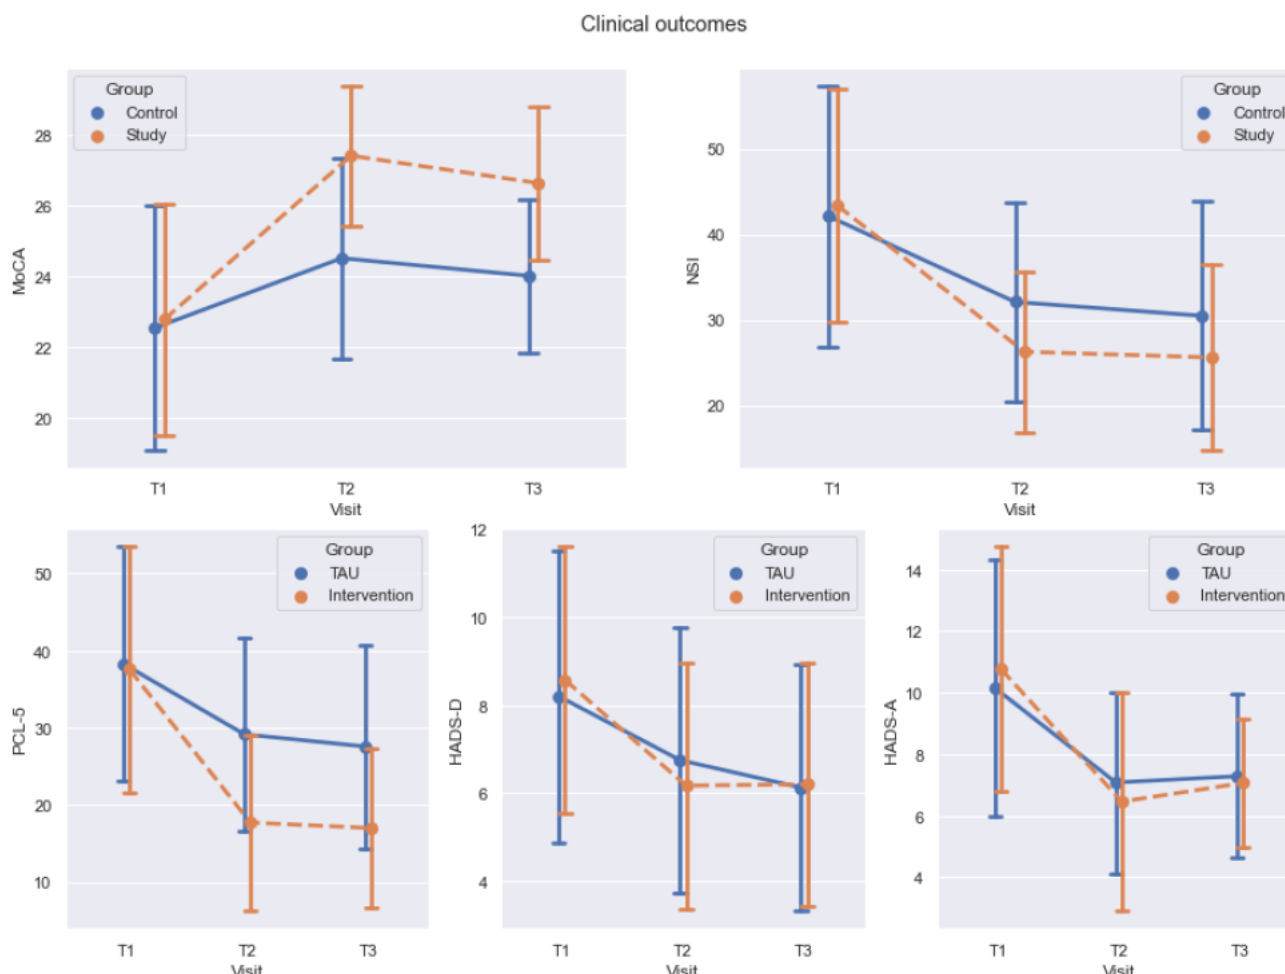 Clinical outcomes
Group
Control
Study
28
26
24
22
20
MoCA
T1
T2
T3
Visit
Group
Control
Study
50
40
30
20
NSI
T1
T2
T3
Visit
Group
TAU
Intervention
50
40
30
20
10
PCL-5
T1
T2
T3
Visit
Group
TAU
Intervention
12
10
8
6
4
HADS-D
T1
T2
T3
Visit
Group
TAU
Intervention
14
12
10
8
6
4
HADS-A
T1
T2
T3
Visit